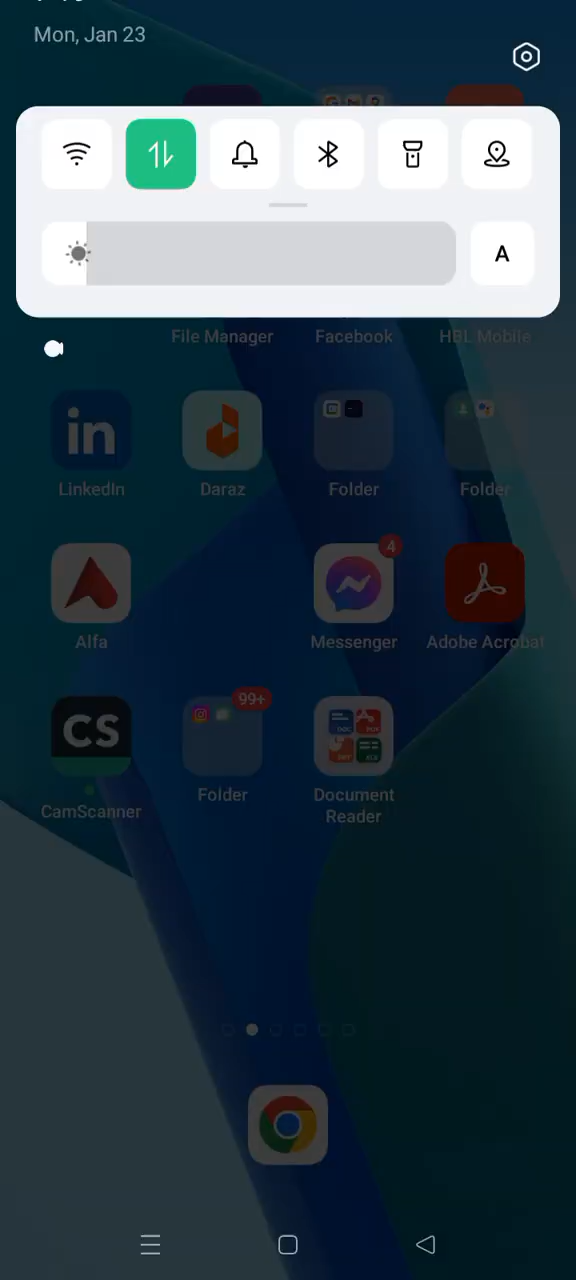 Mon, Jan 23
A
File Manager
Facebook
HBL Mobile
in
LinkedIn
Daraz
Folder
Folder
4
Alfa
Messenger
Adobe Acrobat
CS
99+
CamScanner
Folder
Document
Reader